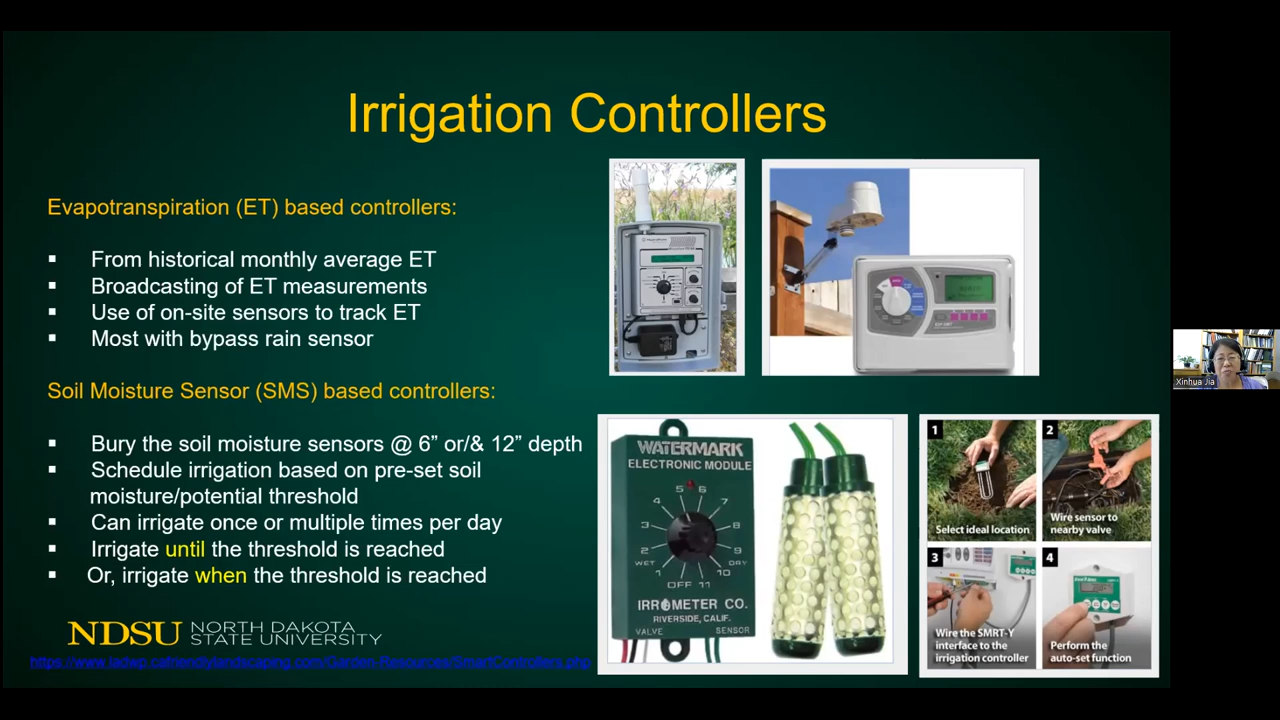 Irrigation Controllers
Evapotranspiration (ET) based controllers:
▪ From historical monthly average ET
▪ Broadcasting of ET measurements
▪ Use of on-site sensors to track ET
▪ Most with bypass rain sensor
Soil Moisture Sensor (SMS) based controllers:
▪ Bury the soil moisture sensors @ 6” or/& 12” depth
▪ Schedule irrigation based on pre-set soil
moisture/potential threshold
▪ Can irrigate once or multiple times per day
▪ Irrigate until the threshold is reached
▪ Or, irrigate when the threshold is reached
NDSU
NORTH DAKOTA
STATE UNIVERSITY
https://www.ladwp.cafriendlylandscaping.com/Garden-Resources/SmartControllers.php
WATERMARK
ELECTRONIC MODULE
5 6
4 7
3 8
2 9
WET DRY
1 10
OFF 11
IRROMETER CO.
RIVERSIDE, CALIF.
VALVE SENSOR
1
Select ideal location
2
Wire sensor to
nearby valve
3
Wire the SMRT-Y
interface to the
irrigation controller
4
Perform the
auto-set function
Xinhua Jia